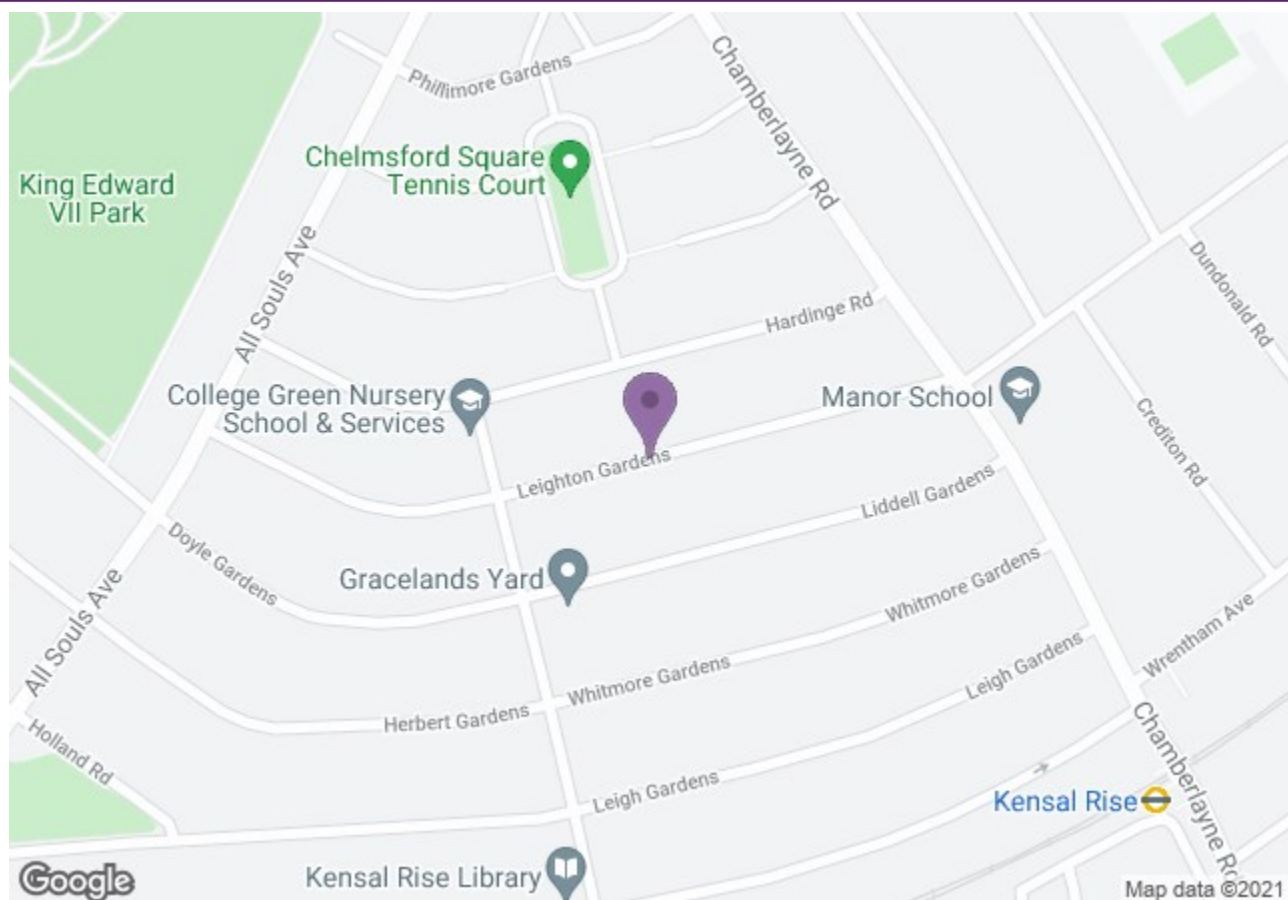 Phillimore Gardens
Chamberlayne Rd
Chelmsford Square
Tennis Court
King Edward
VII Park
All Souls Ave
Dundonald Rd
Hardinge Rd
College Green Nursery
School & Services
Manor School
Crediton Rd
Leighton Gardens
Liddell Gardens
Doyle Gardens
Gracelands Yard
Whitmore Gardens
All Souls Ave
Wrentham Ave
Leigh Gardens
Whitmore Gardens
Herbert Gardens
Holland Rd
Chamberlayne Rd
Leigh Gardens
Kensal Rise
Kensal Rise Library
Google
Map data ©2021